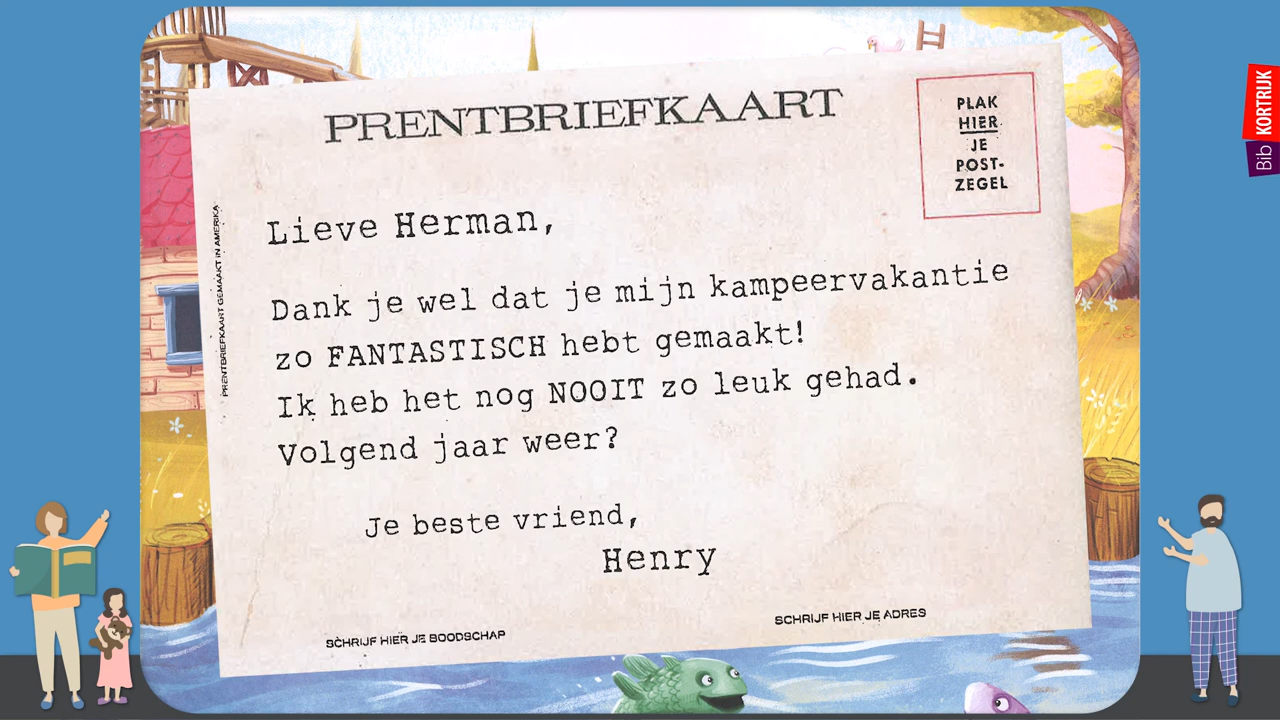 PRENTBRIEFKAART
PLAK
HIER
JE
POST-
ZEGEL
PRENTBRIEFKAART GEMAAKT IN AMERIKA
Lieve Herman,
Dank je wel dat je mijn kampeervakantie
zo FANTASTISCH hebt gemaakt!
Ik heb het nog NOOIT zo leuk gehad.
Volgend jaar weer?
Je beste vriend,
Henry
SCHRIJF HIER JE BOODSCHAP
SCHRIJF HIER JE ADRES
Bib KORTRIJK